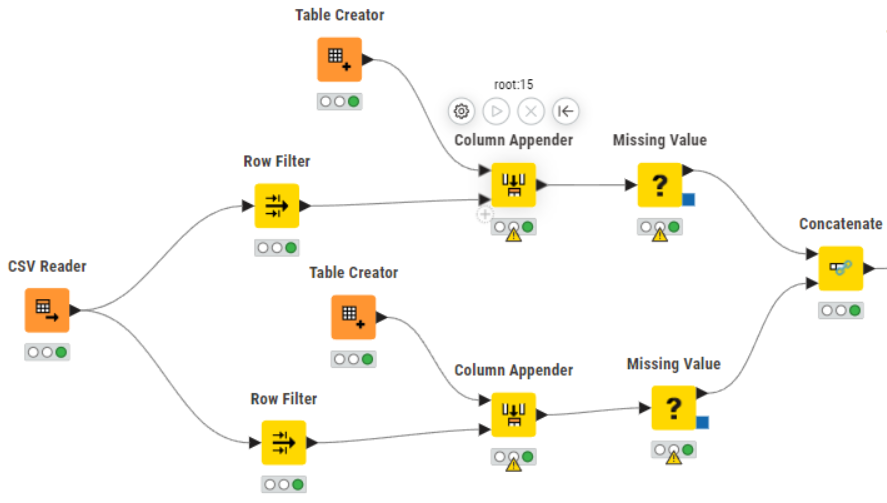 Table Creator
root:15
Column Appender
Missing Value
Row Filter
Concatenate
CSV Reader
Table Creator
Column Appender
Missing Value
Row Filter